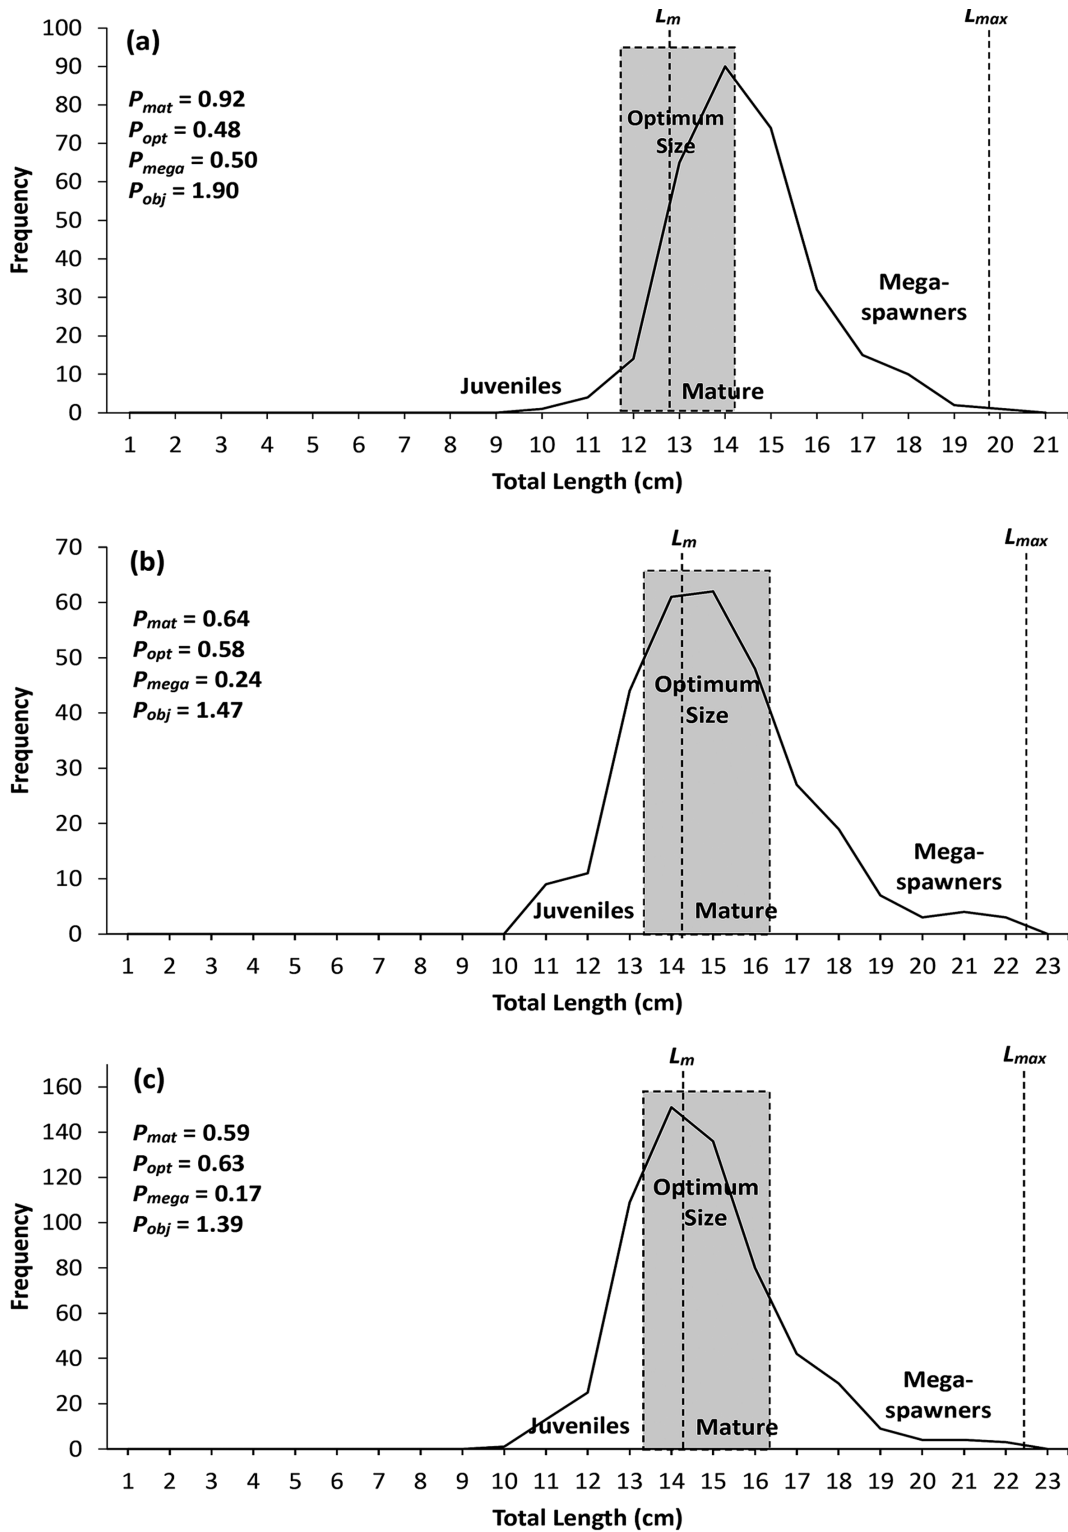 (a)
Lm
Lmax
Pmat = 0.92
Popt = 0.48
Pmega = 0.50
Pobj = 1.90
Optimum
Size
Mega-
spawners
Juveniles
Mature
Frequency
100
90
80
70
60
50
40
30
20
10
0
1 2 3 4 5 6 7 8 9 10 11 12 13 14 15 16 17 18 19 20 21
Total Length (cm)
(b)
Lm
Lmax
Pmat = 0.64
Popt = 0.58
Pmega = 0.24
Pobj = 1.47
Optimum
Size
Mega-
spawners
Juveniles
Mature
Frequency
70
60
50
40
30
20
10
0
1 2 3 4 5 6 7 8 9 10 11 12 13 14 15 16 17 18 19 20 21 22 23
Total Length (cm)
(c)
Lm
Lmax
Pmat = 0.59
Popt = 0.63
Pmega = 0.17
Pobj = 1.39
Optimum
Size
Mega-
spawners
Juveniles
Mature
Frequency
160
140
120
100
80
60
40
20
0
1 2 3 4 5 6 7 8 9 10 11 12 13 14 15 16 17 18 19 20 21 22 23
Total Length (cm)